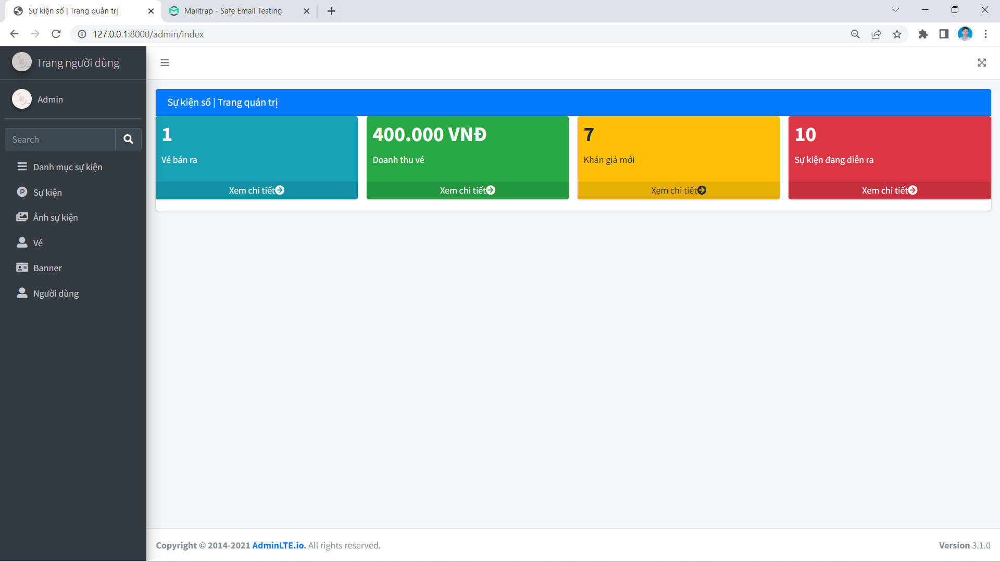 Sự kiện số | Trang quản trị
Mailtrap - Safe Email Testing
127.0.0.1:8000/admin/index
Trang người dùng
Admin
Search
Danh mục sự kiện
Sự kiện
Ảnh sự kiện
Vé
Banner
Người dùng
Sự kiện số | Trang quản trị
1
Vé bán ra
Xem chi tiết
400.000 VNĐ
Doanh thu vé
Xem chi tiết
7
Khán giả mới
Xem chi tiết
10
Sự kiện đang diễn ra
Xem chi tiết
Copyright © 2014-2021 AdminLTE.io. All rights reserved.
Version 3.1.0